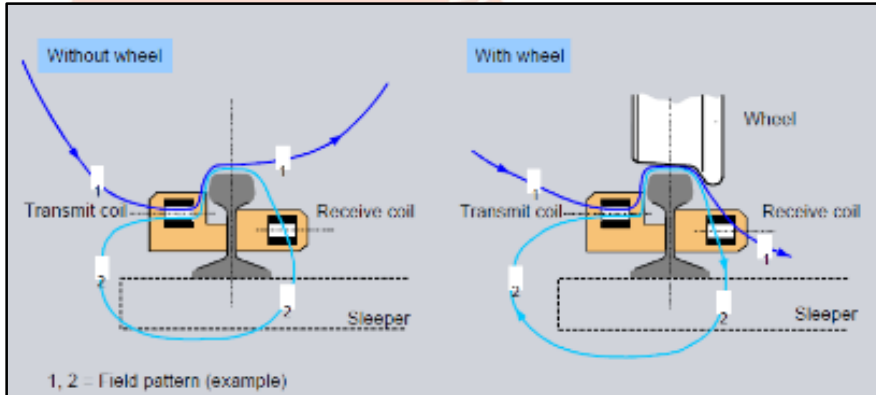 Without wheel
With wheel
Wheel
1
1
1
Transmit coil
Receive coil
Transmit coil
Receive coil
1
2
2
2
2
Sleeper
Sleeper
1, 2 = Field pattern (example)